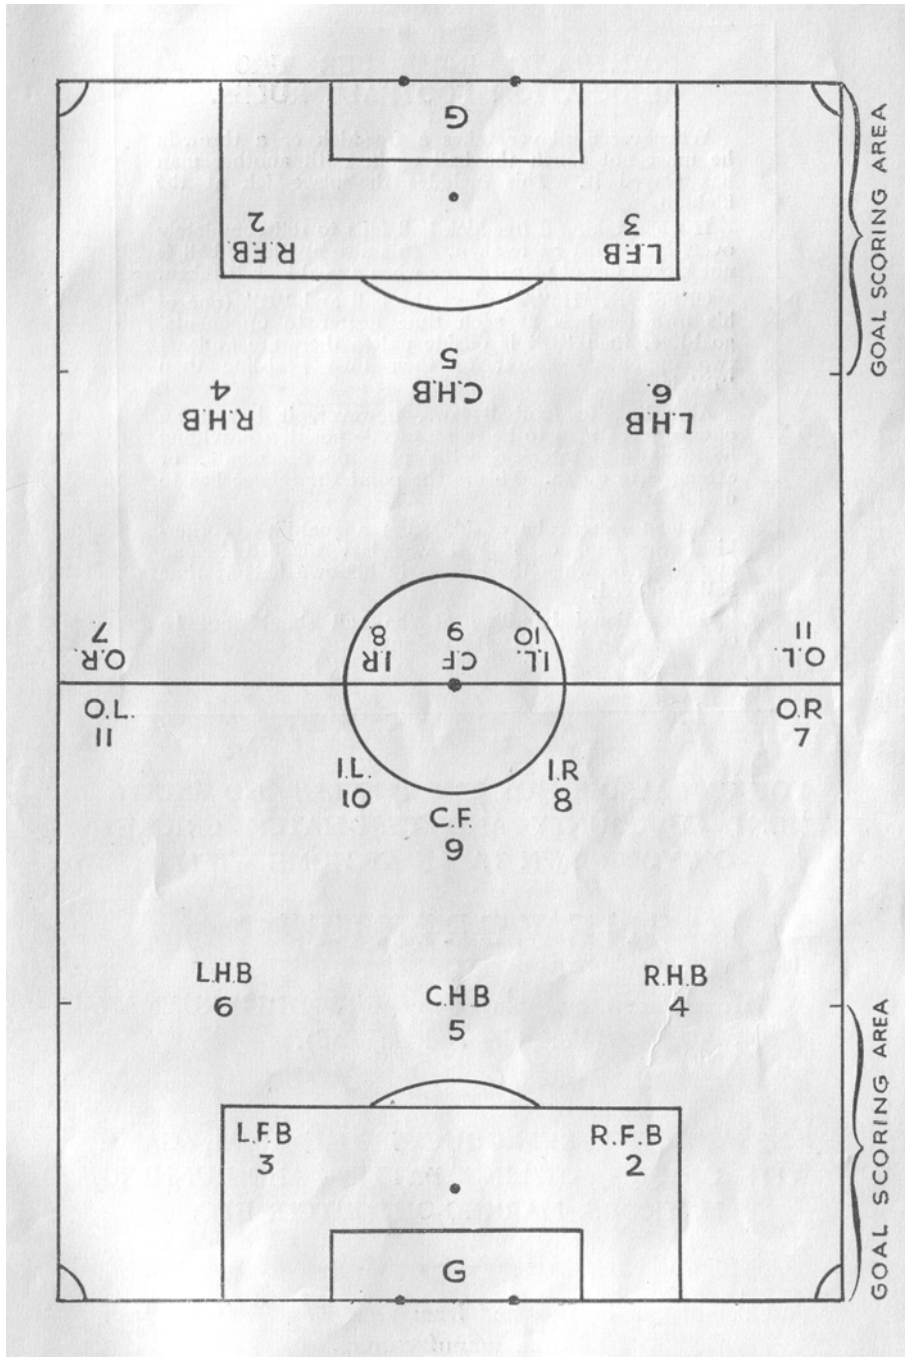 G
2 3
R.F.B. L.F.B
5
4 6.
C.H.B
R.H.B L.H.B
7 8 9 10 11
O.R. I.R C.F I.L. O.L.
O.L. O.R
11 7
I.L. I.R
10 8
C.F.
9
L.H.B R.H.B
6 C.H.B 4
5
L.F.B R.F.B
3 2
G
GOAL SCORING AREA
GOAL SCORING AREA